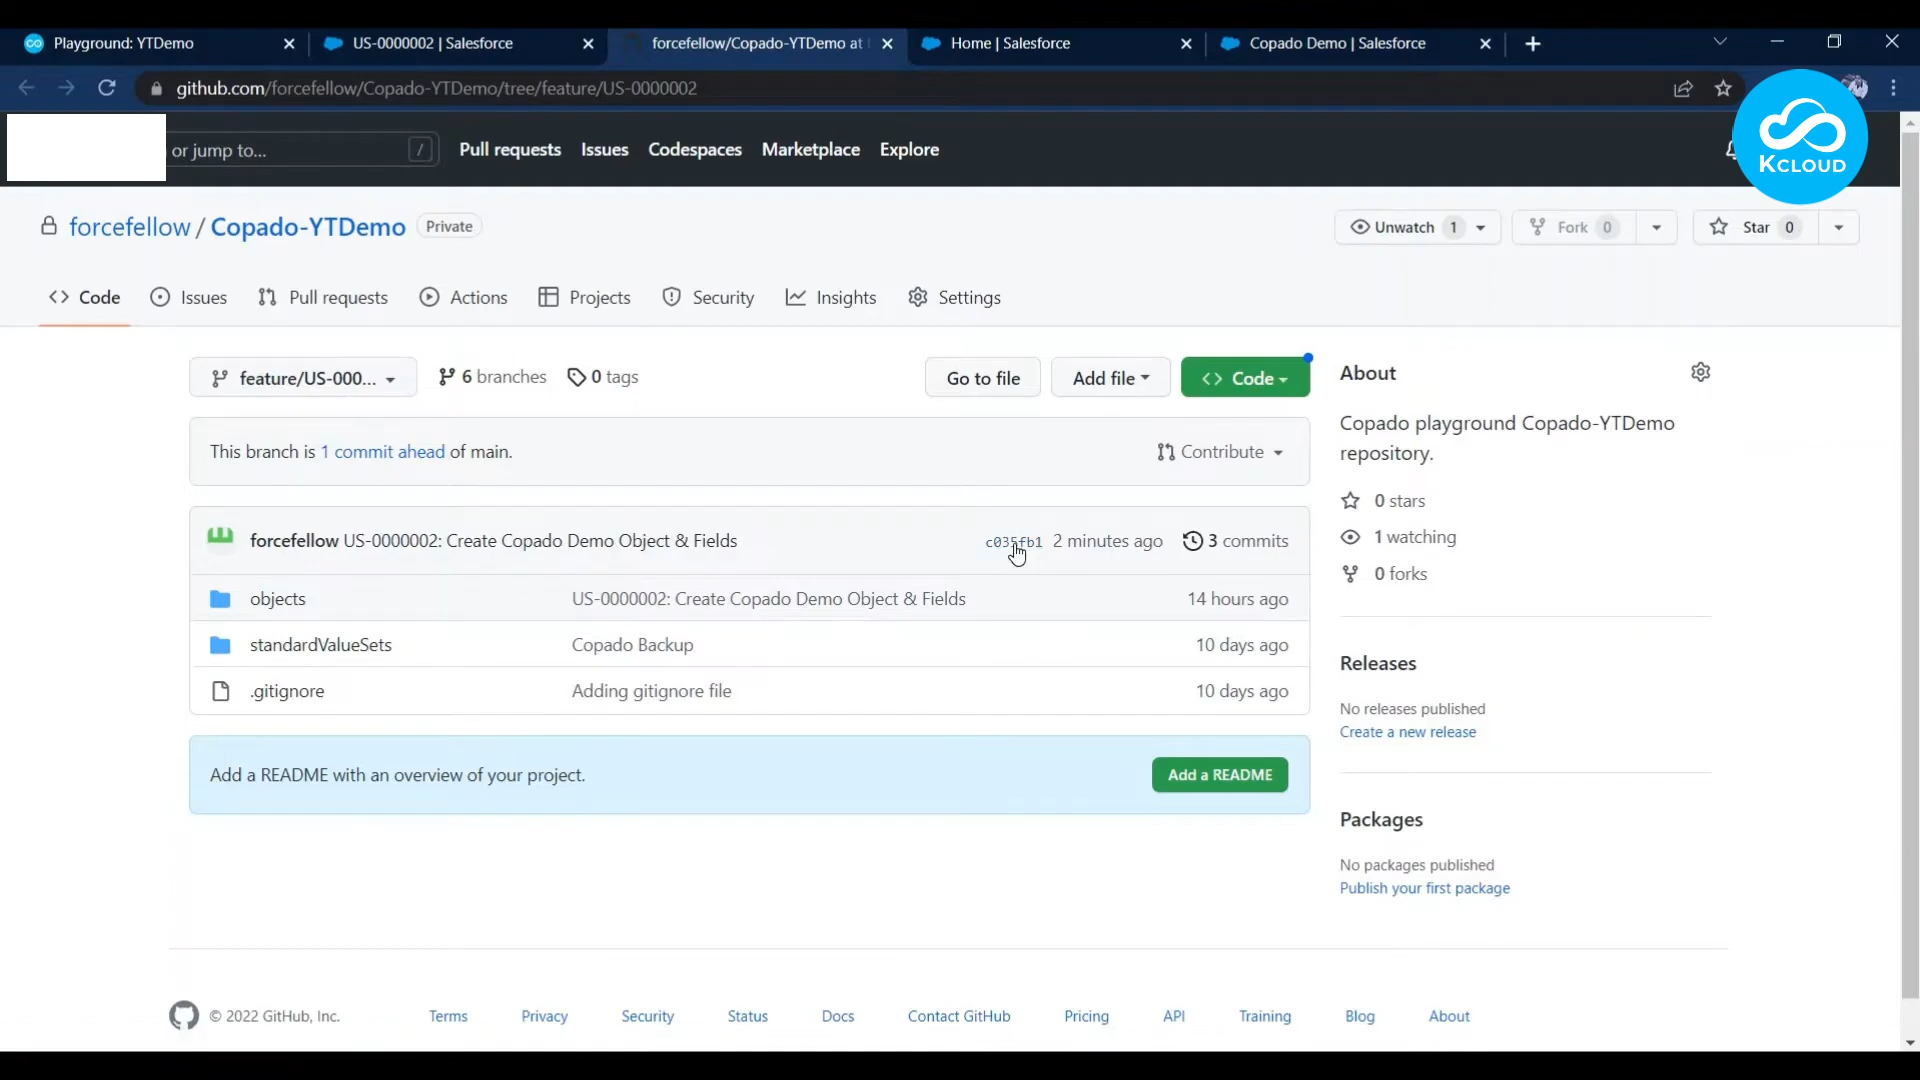 Playground: YTDemo
US-0000002 | Salesforce
forcefellow/Copado-YTDemo at
Home | Salesforce
Copado Demo | Salesforce
github.com/forcefellow/Copado-YTDemo/tree/feature/US-0000002
or jump to...
/
Pull requests
Issues
Codespaces
Marketplace
Explore
KCLOUD
forcefellow / Copado-YTDemo
Private
Unwatch 1
Fork 0
Star 0
Code
Issues
Pull requests
Actions
Projects
Security
Insights
Settings
feature/US-000...
6 branches
0 tags
Go to file
Add file
Code
This branch is 1 commit ahead of main.
Contribute
forcefellow US-0000002: Create Copado Demo Object & Fields
c035fb1
2 minutes ago
3 commits
objects
US-0000002: Create Copado Demo Object & Fields
14 hours ago
standardValueSets
Copado Backup
10 days ago
.gitignore
Adding gitignore file
10 days ago
Add a README with an overview of your project.
Add a README
About
Copado playground Copado-YTDemo
repository.
0 stars
1 watching
0 forks
Releases
No releases published
Create a new release
Packages
No packages published
Publish your first package
© 2022 GitHub, Inc.
Terms
Privacy
Security
Status
Docs
Contact GitHub
Pricing
API
Training
Blog
About